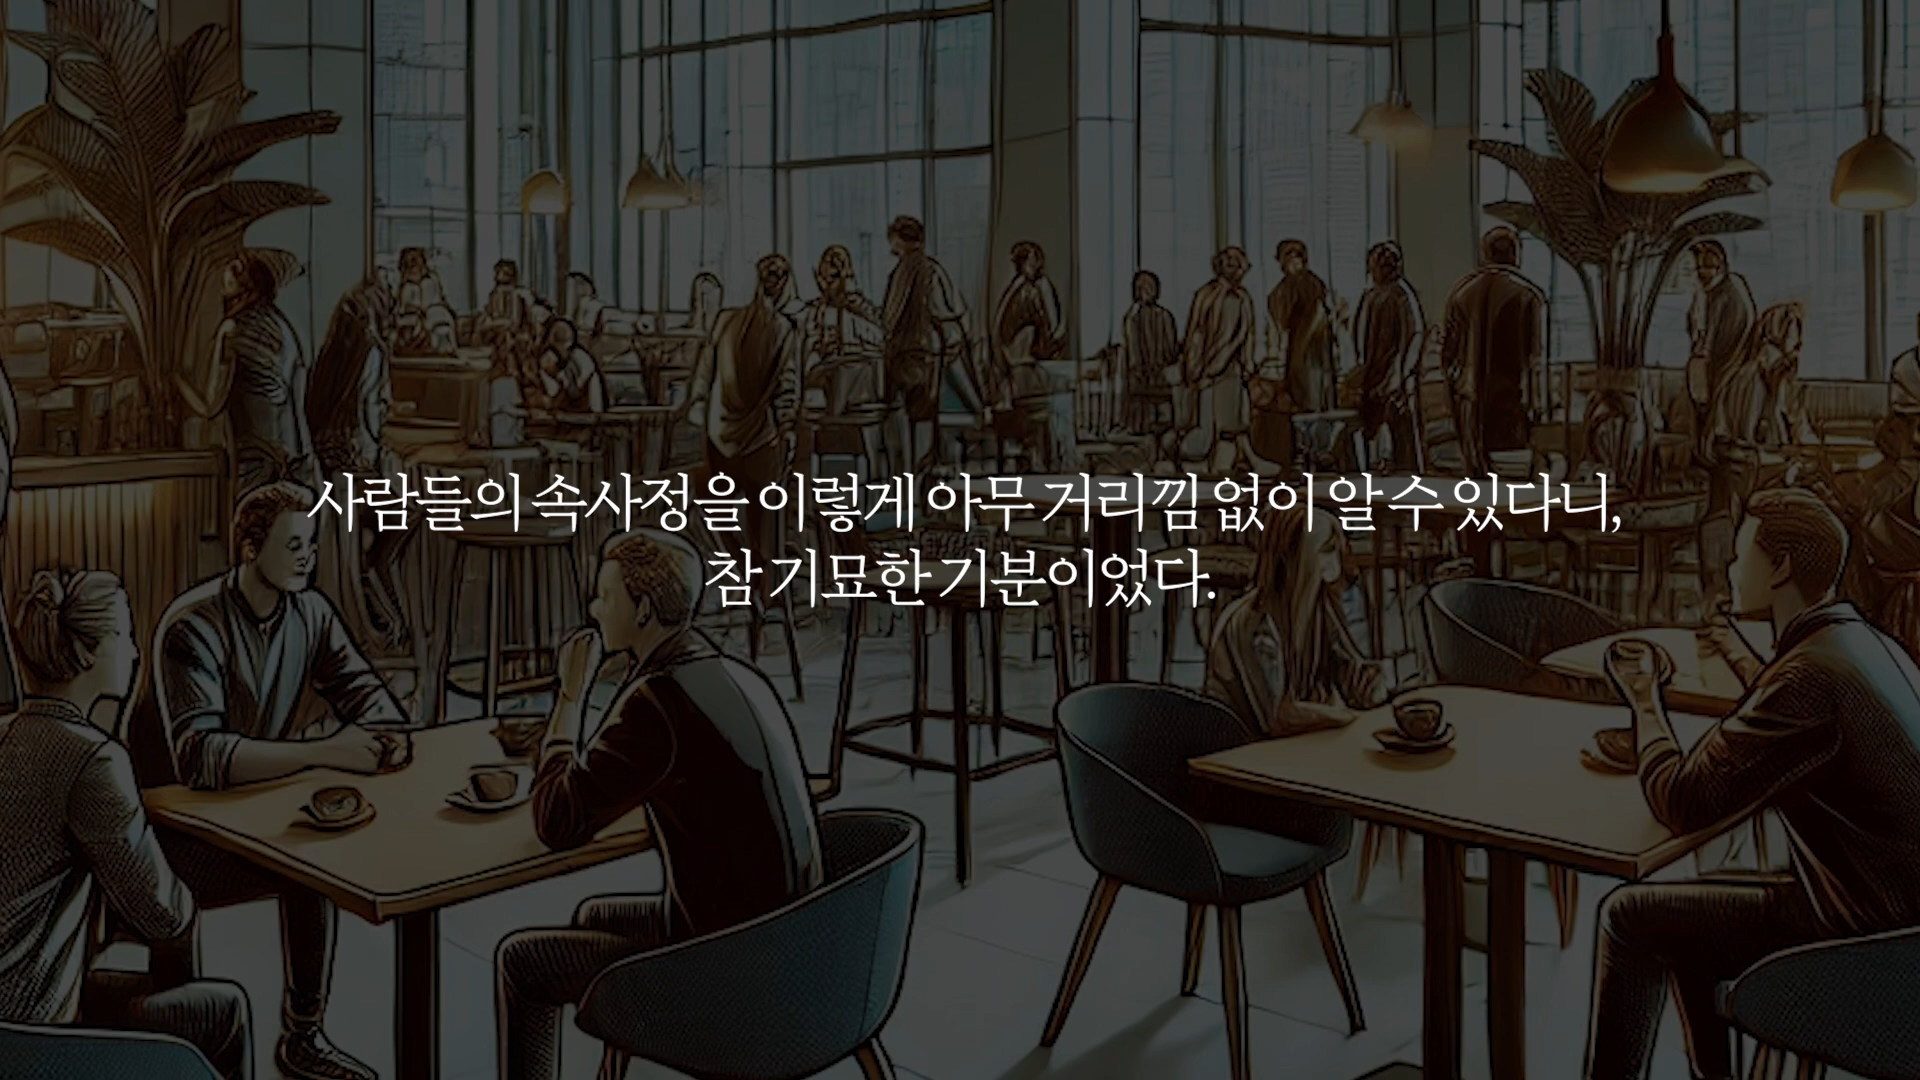 사람들의 속사정을 이렇게 아무 거리낌 없이 알 수 있다니,
참 기묘한 기분이었다.